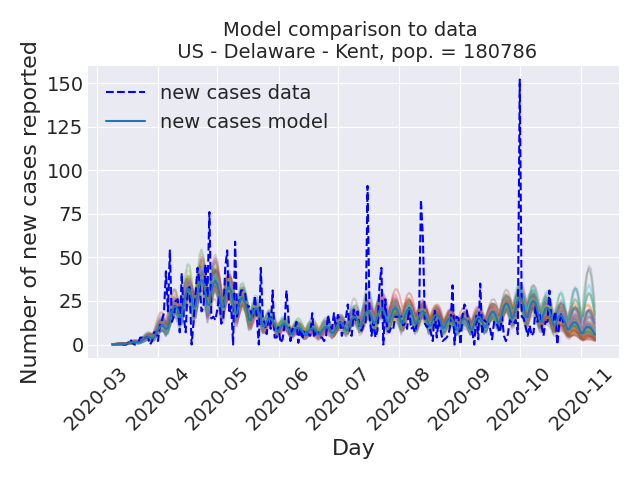 Model comparison to data
US - Delaware - Kent, pop. = 180786
Number of new cases reported
150
125
100
75
50
25
0
new cases data
new cases model
2020-03
2020-04
2020-05
2020-06
2020-07
2020-08
2020-09
2020-10
2020-11
Day